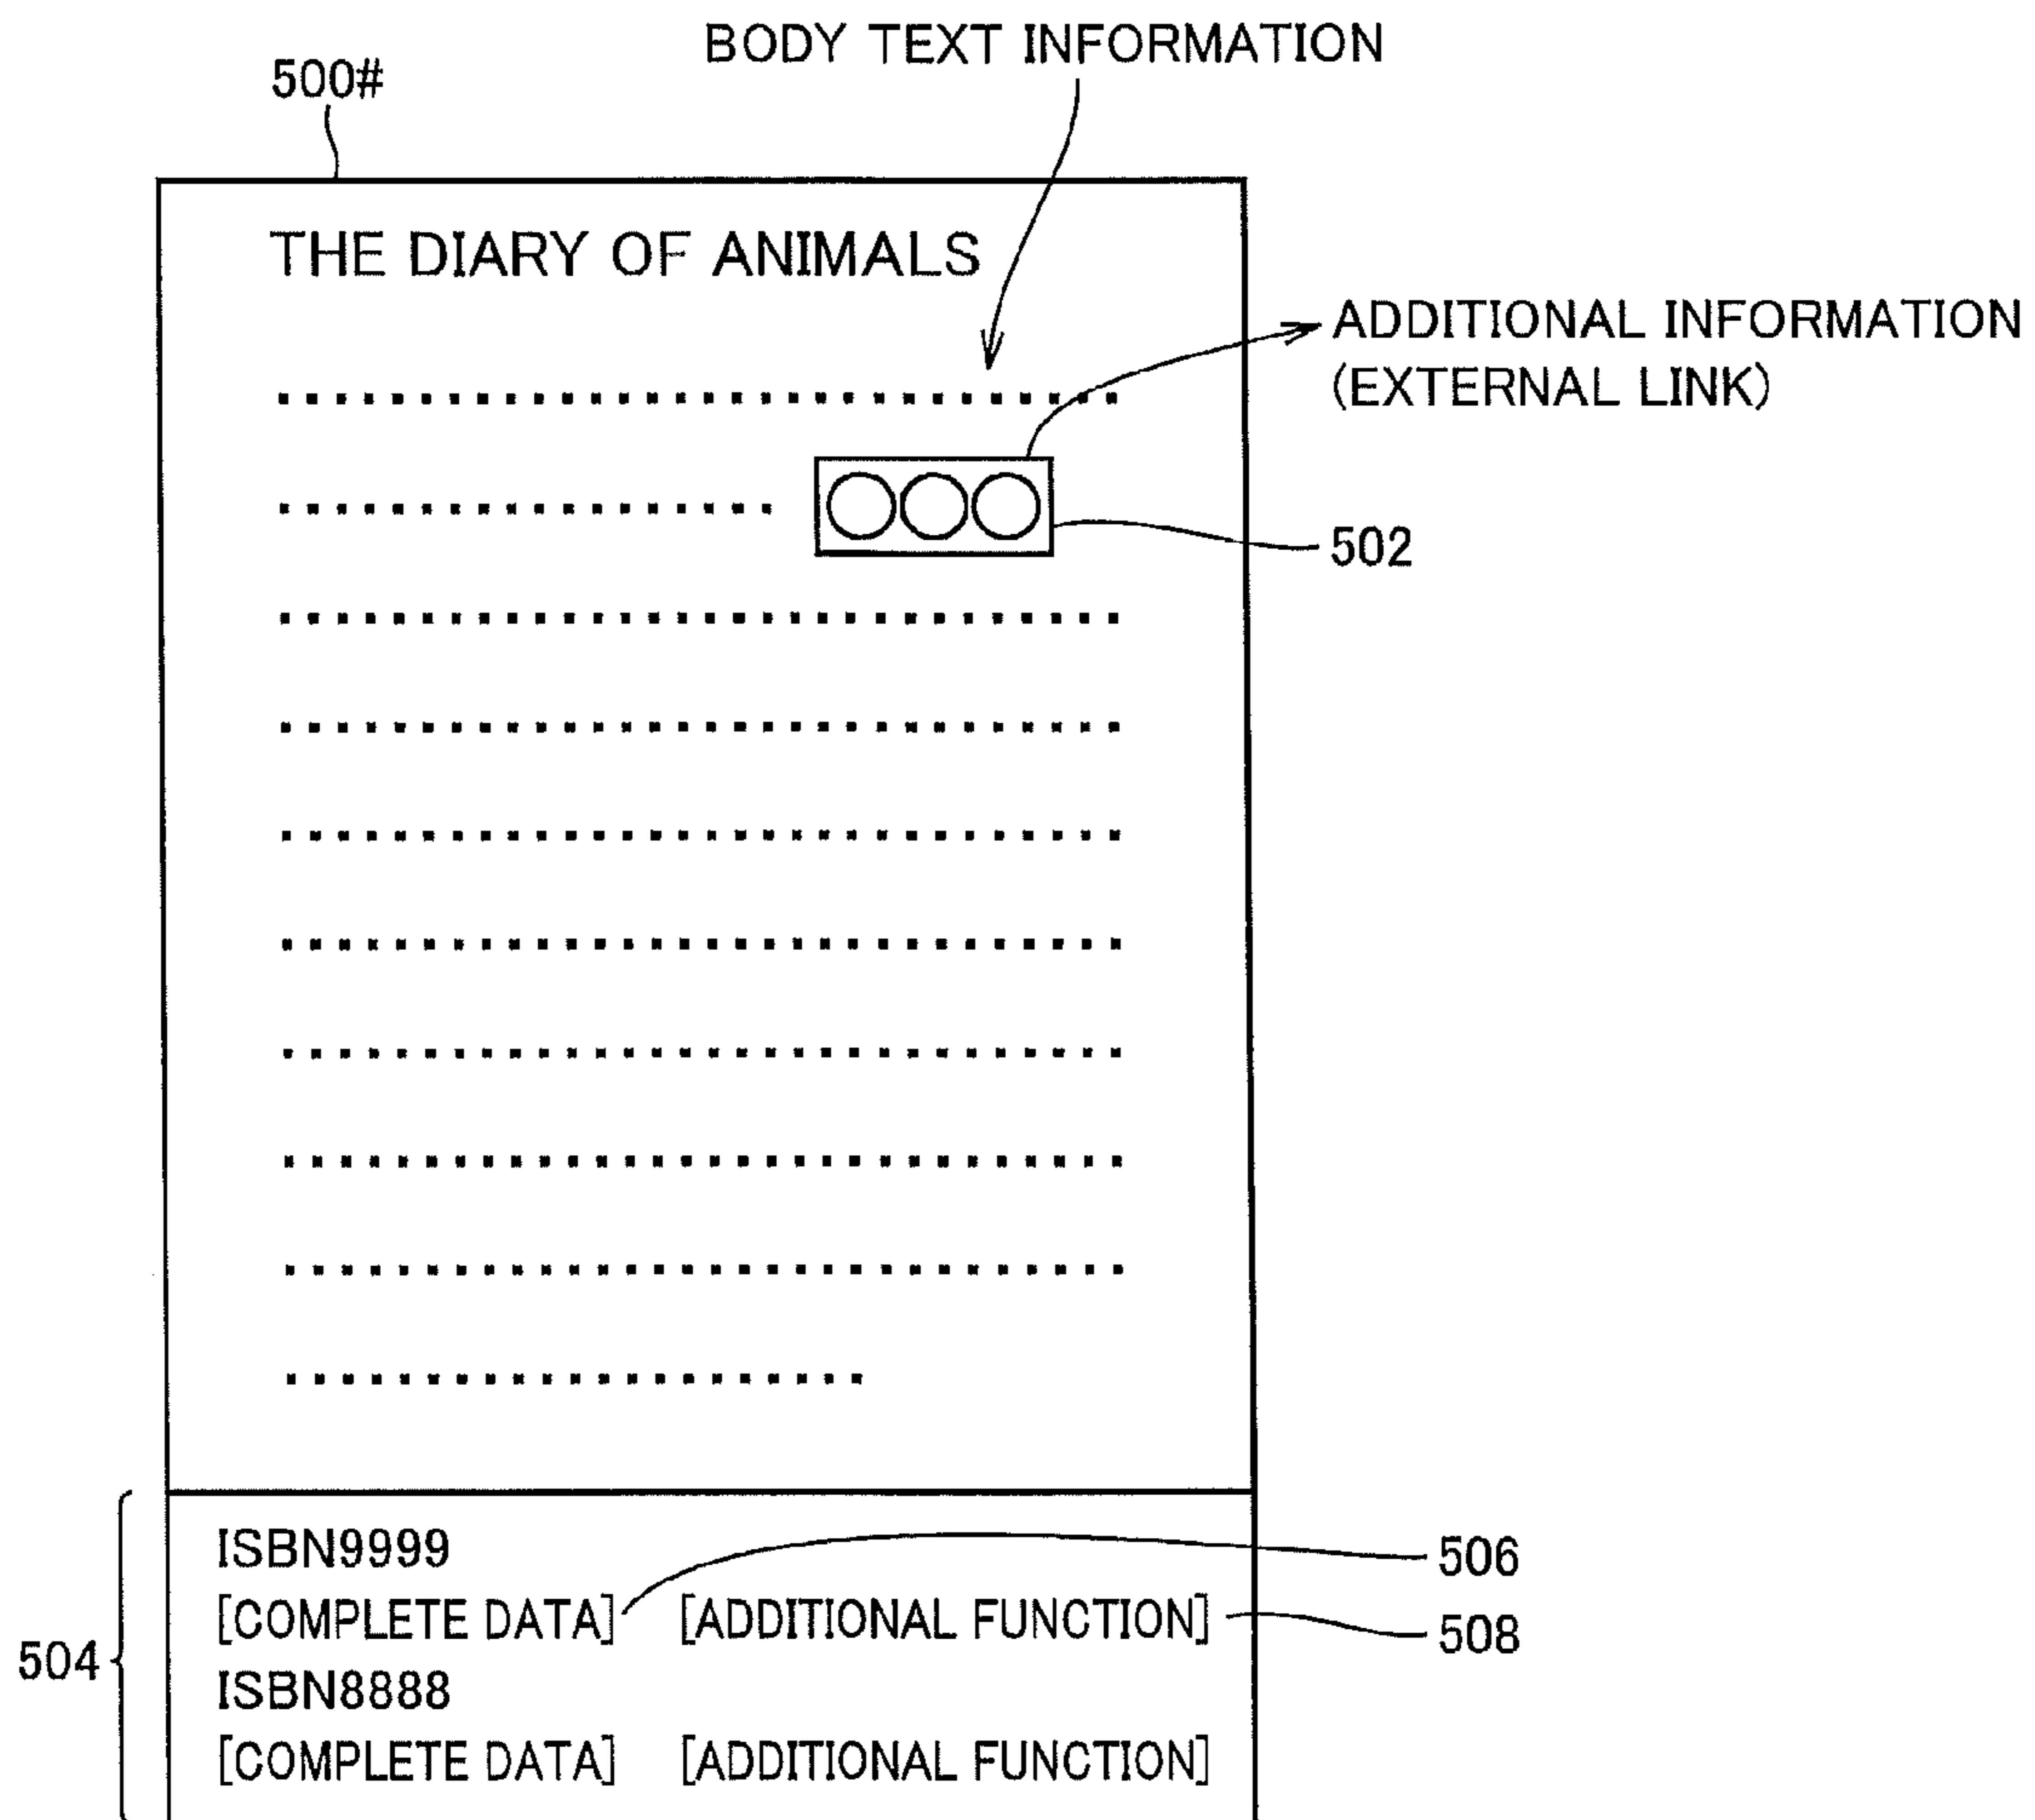 BODY TEXT INFORMATION
500#
THE DIARY OF ANIMALS
ADDITIONAL INFORMATION
(EXTERNAL LINK)
502
504
ISBN9999
506
[COMPLETE DATA] [ADDITIONAL FUNCTION]
508
ISBN8888
[COMPLETE DATA] [ADDITIONAL FUNCTION]